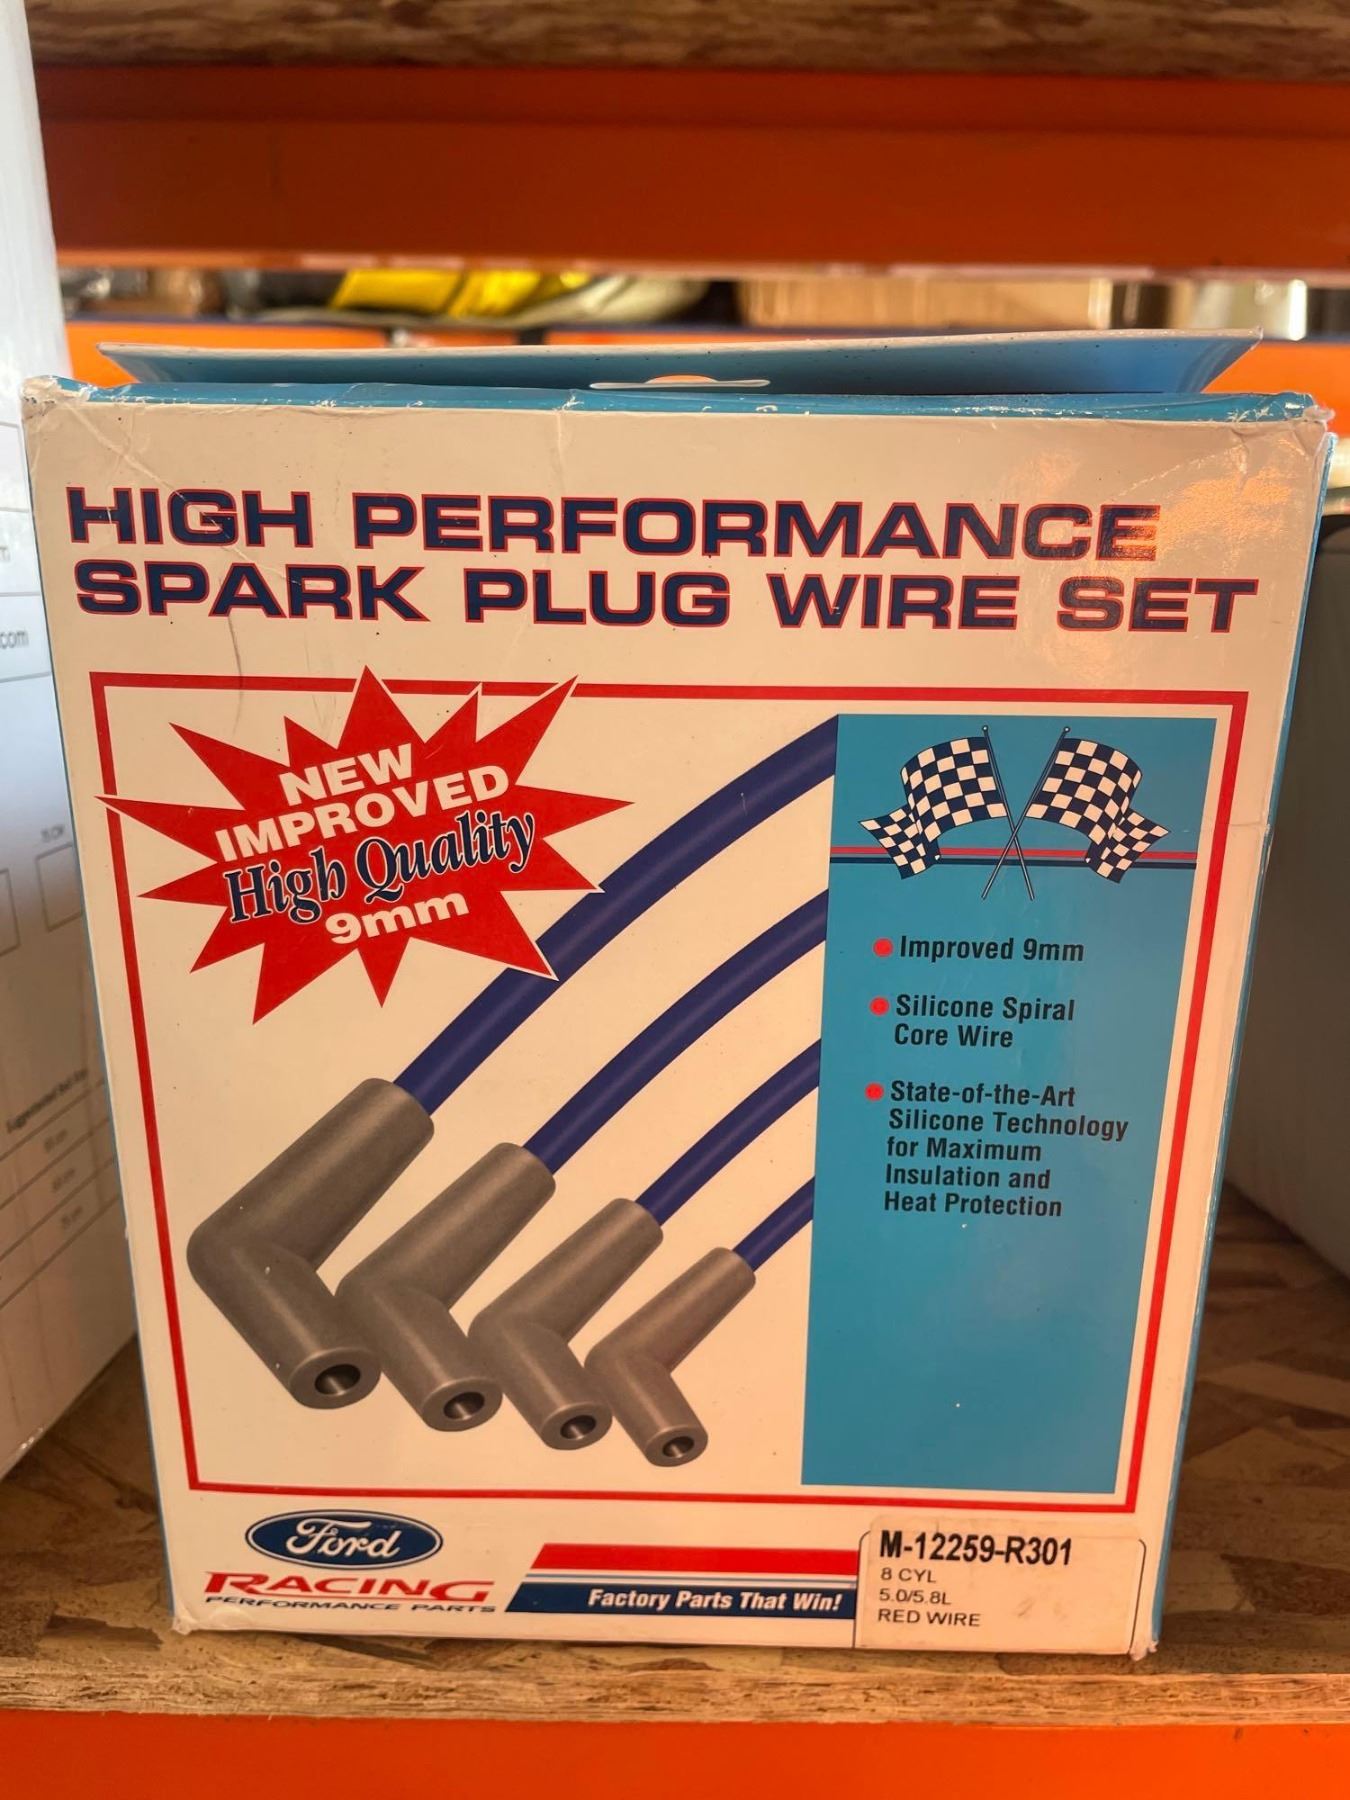 HIGH PERFORMANCE
SPARK PLUG WIRE SET
NEW
IMPROVED
High Quality
9mm
Improved 9mm
Silicone Spiral
Core Wire
State-of-the-Art
Silicone Technology
for Maximum
Insulation and
Heat Protection
Ford
RACING
PERFORMANCE PARTS
Factory Parts That Win!
M-12259-R301
8 CYL
5.0/5.8L
RED WIRE
.com